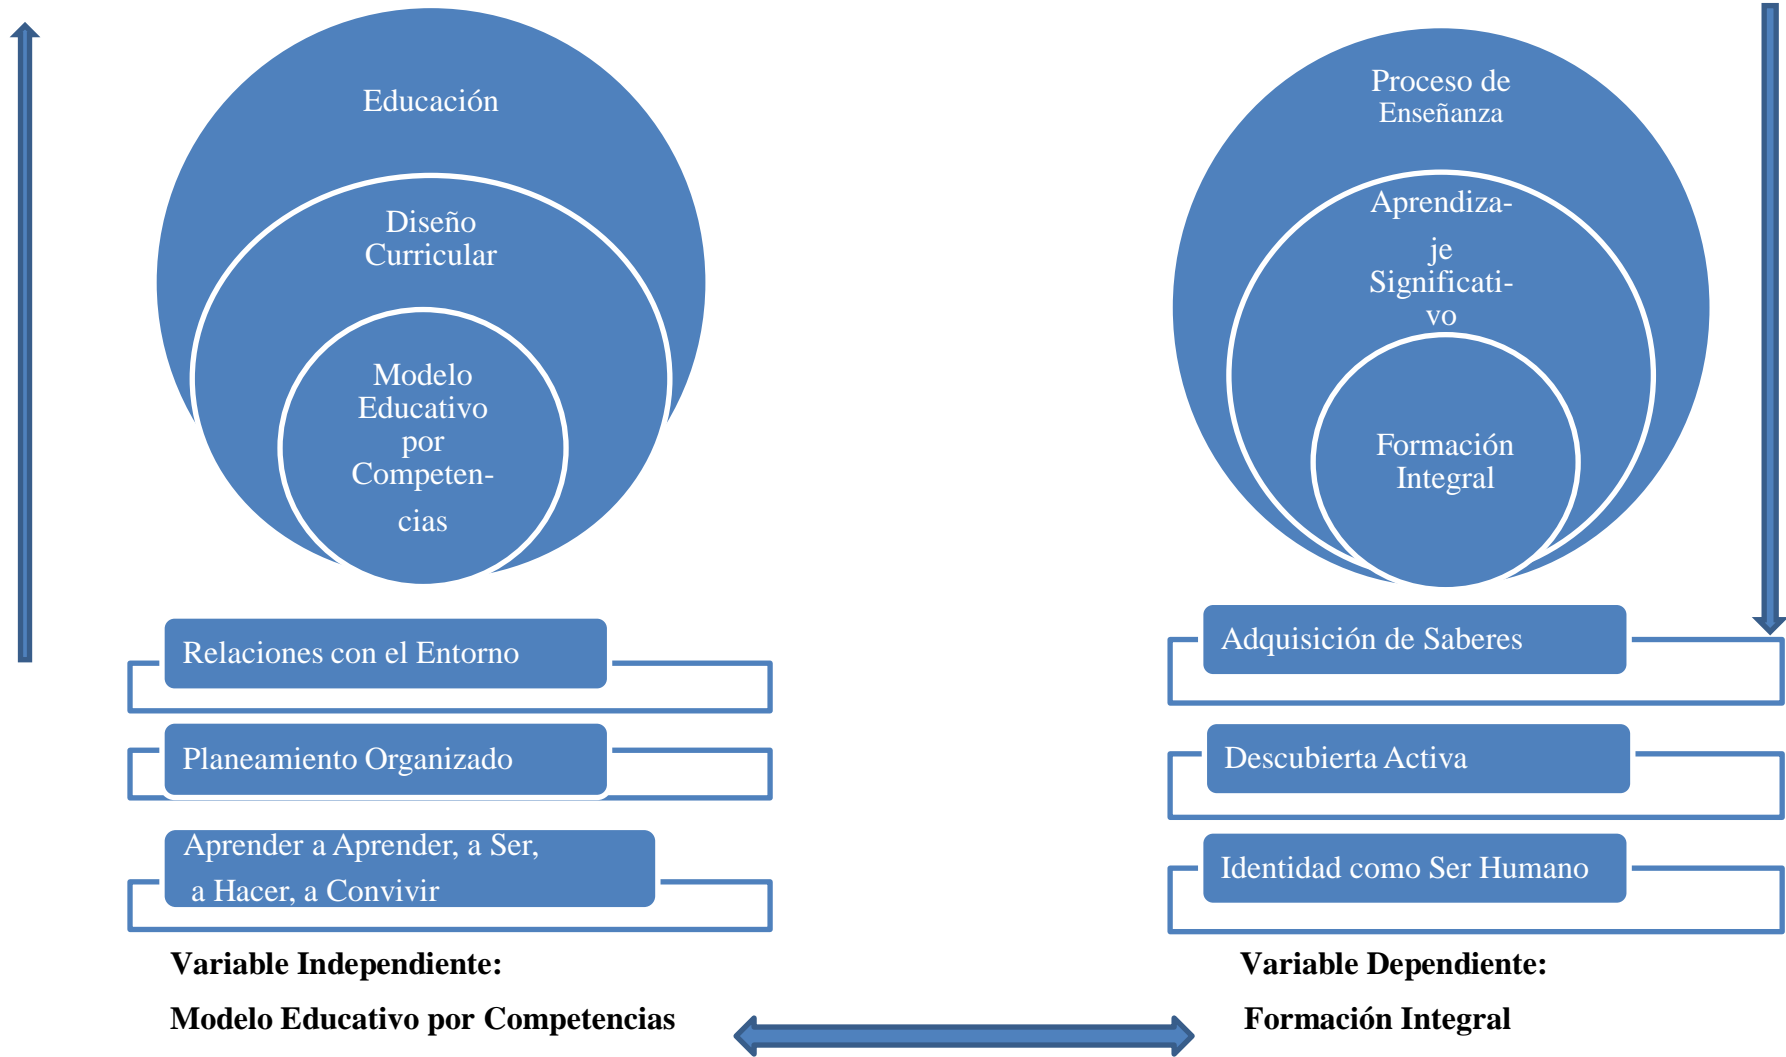 Educación
Diseño
Curricular
Modelo
Educativo
por
Competen-
cias
Relaciones con el Entorno
Planeamiento Organizado
Aprender a Aprender, a Ser,
a Hacer, a Convivir
Variable Independiente:
Modelo Educativo por Competencias
Proceso de
Enseñanza
Aprendiza-
je
Significati-
vo
Formación
Integral
Adquisición de Saberes
Descubierta Activa
Identidad como Ser Humano
Variable Dependiente:
Formación Integral